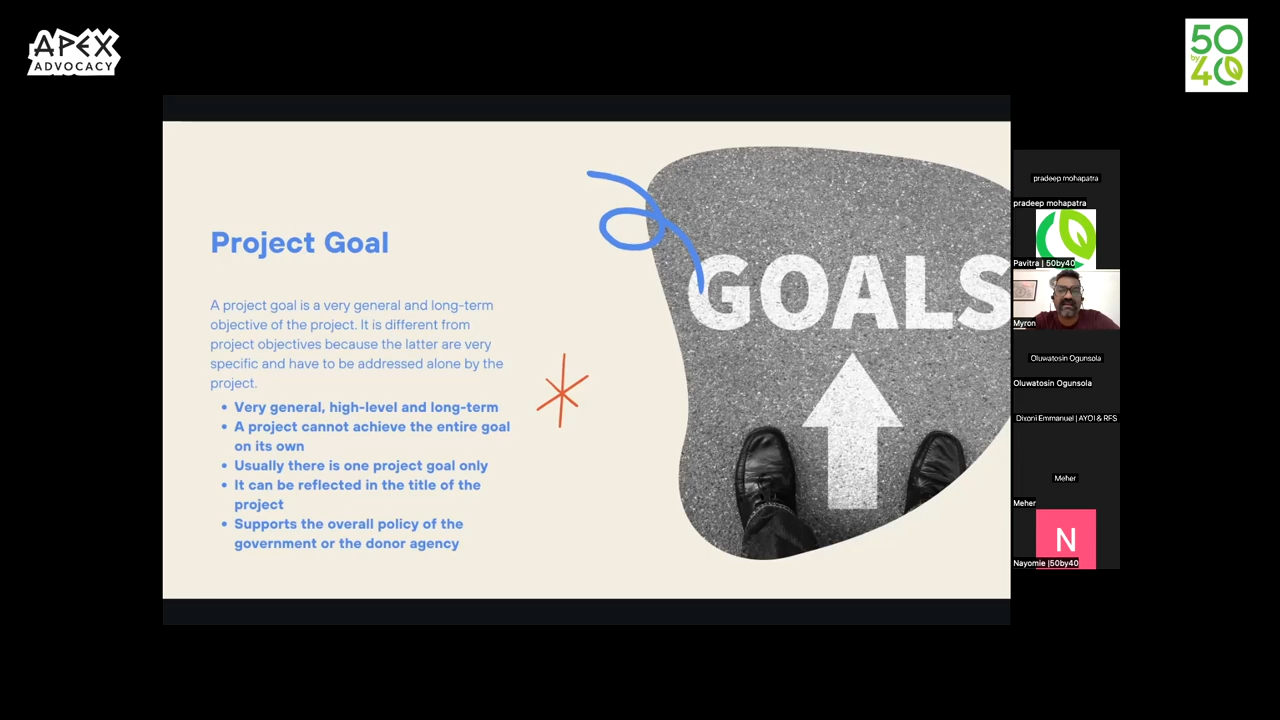 APEX
ADVOCACY
50
by
40
Project Goal
A project goal is a very general and long-term
objective of the project. It is different from
project objectives because the latter are very
specific and have to be addressed alone by the
project.
• Very general, high-level and long-term
• A project cannot achieve the entire goal
on its own
• Usually there is one project goal only
• It can be reflected in the title of the
project
• Supports the overall policy of the
government or the donor agency
GOALS
pradeep mohapatra
pradeep mohapatra
Pavitra | 50by40
Myron
Oluwatosin Ogunsola
Oluwatosin Ogunsola
Dixoni Emmanuel | AYOI & RFS
Meher
Meher
N
Nayomie |50by40